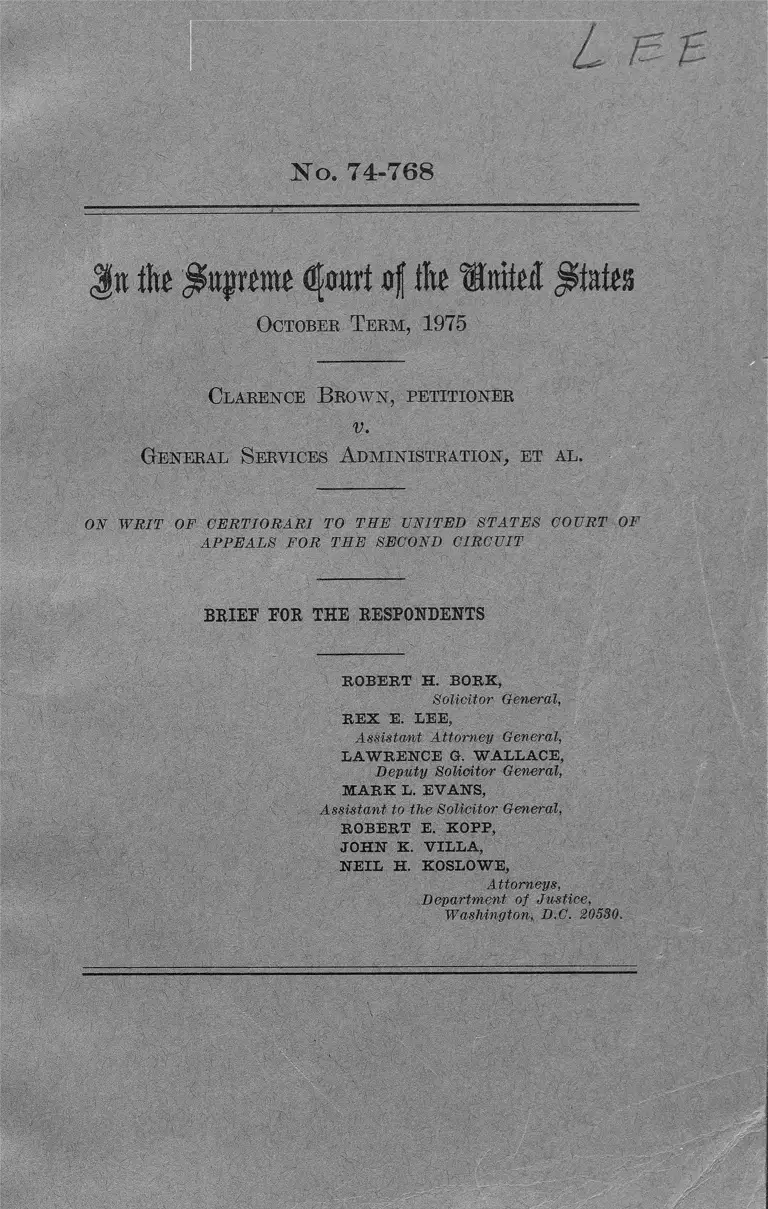 LEE
No. 74-768
In the Supreme Court of the United States
OCTOBER TERM, 1975
CLARENCE BROWN, PETITIONER
v.
GENERAL SERVICES ADMINISTRATION, ET AL.
ON WRIT OF CERTIORARI TO THE UNITED STATES COURT OF
APPEALS FOR THE SECOND CIRCUIT
BRIEF FOR THE RESPONDENTS
ROBERT H. BORK,
Solicitor General,
REX E. LEE,
Assistant Attorney General,
LAWRENCE G. WALLACE,
Deputy Solicitor General,
MARK L. EVANS,
Assistant to the Solicitor General,
ROBERT E. KOPP,
JOHN K. VILLA,
NEIL H. KOSLOWE,
Attorneys,
Department of Justice,
Washington, D.C. 20530.